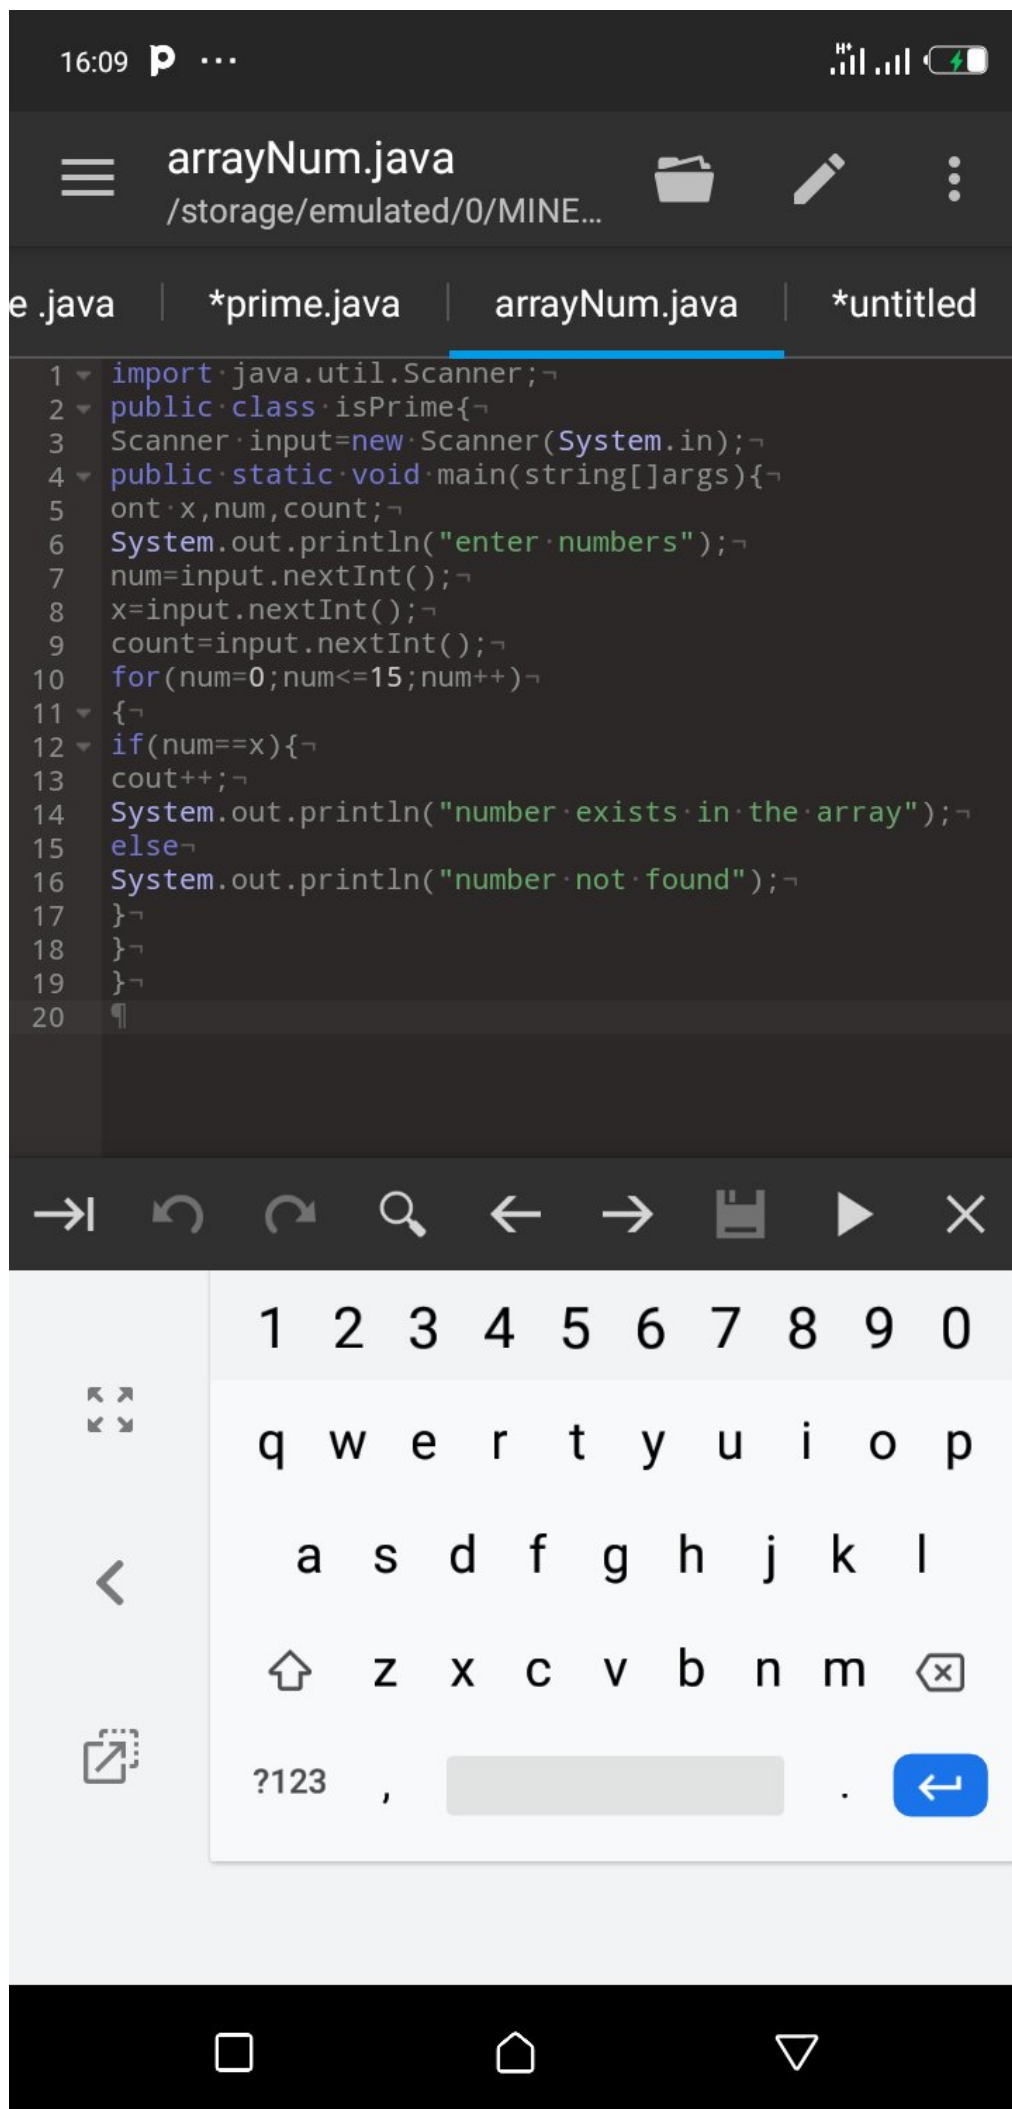 16:09
arrayNum.java
/storage/emulated/0/MINE...
e .java *prime.java arrayNum.java *untitled
1 import java.util.Scanner;
2 public class isPrime{
3 Scanner input=new Scanner(System.in);
4 public static void main(string[]args){
5 ont x,num,count;
6 System.out.println("enter numbers");
7 num=input.nextInt();
8 x=input.nextInt();
9 count=input.nextInt();
10 for(num=0;num<=15;num++)
11 {
12 if(num==x){
13 cout++;
14 System.out.println("number exists in the array");
15 else
16 System.out.println("number not found");
17 }
18 }
19 }
20
1 2 3 4 5 6 7 8 9 0
q w e r t y u i o p
a s d f g h j k l
z x c v b n m
?123 , .